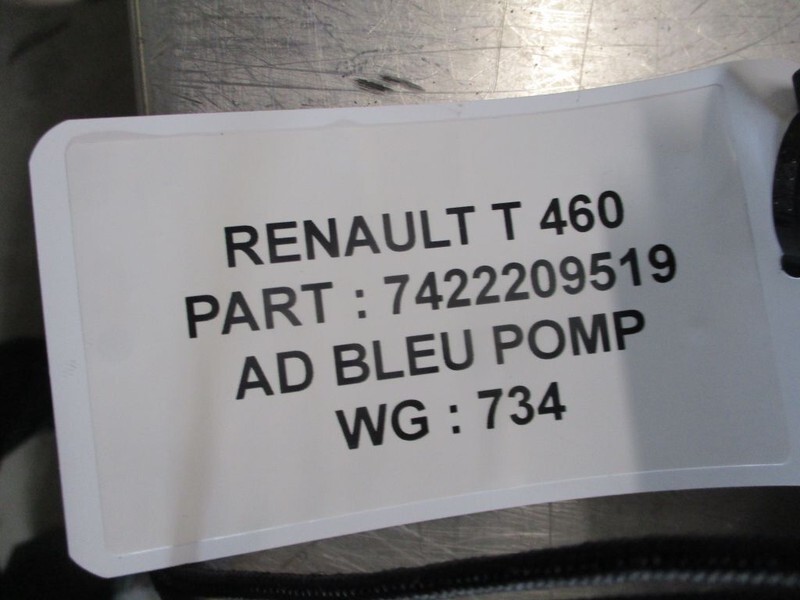 RENAULT T 460
PART : 7422209519
AD BLEU POMP
WG : 734